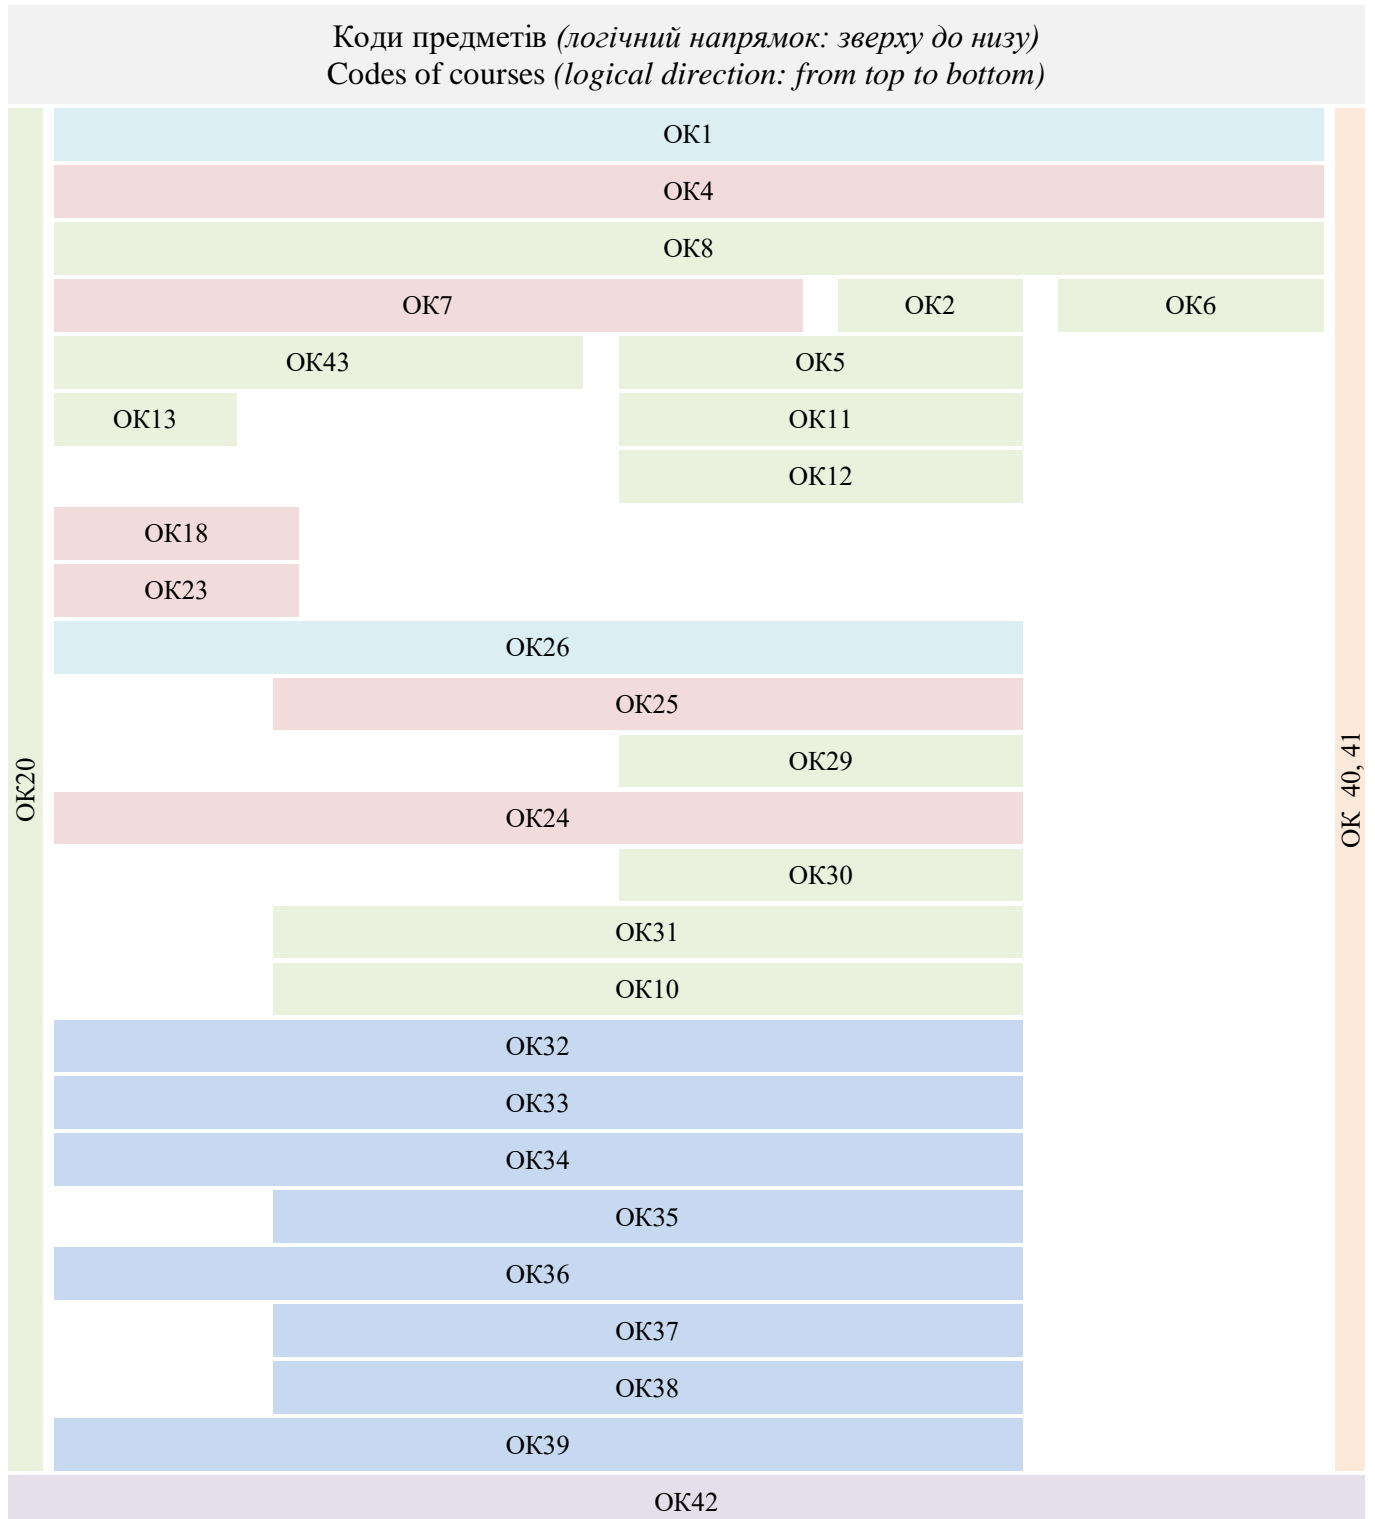 Коди предметів (логічний напрямок: зверху до низу)
Codes of courses (logical direction: from top to bottom)
ОК1
ОК4
ОК8
ОК7 ОК2 ОК6
ОК43 ОК5
ОК13 ОК11
ОК12
ОК18
ОК23
ОК26
ОК25
ОК29
ОК20
ОК 40, 41
ОК24
ОК30
ОК31
ОК10
ОК32
ОК33
ОК34
ОК35
ОК36
ОК37
ОК38
ОК39
ОК42